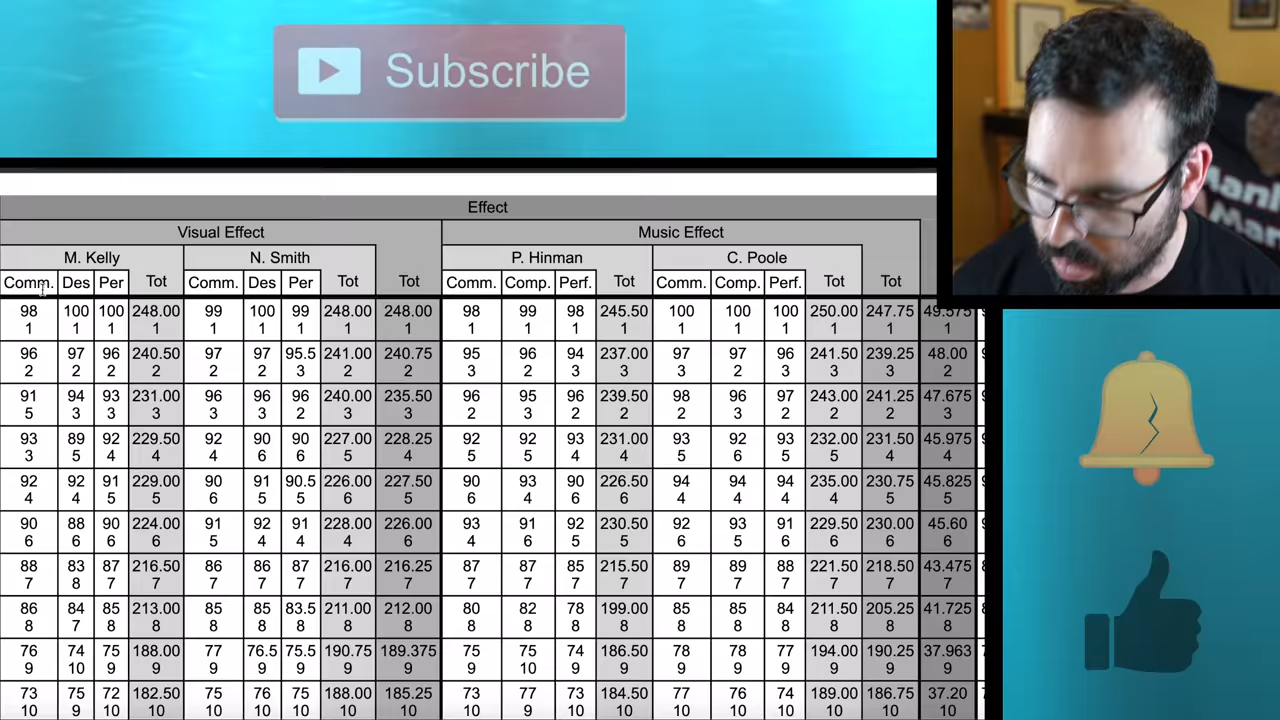 Subscribe
Effect
Visual Effect Music Effect
M. Kelly N. Smith P. Hinman C. Poole
Comm. Des Per Tot Comm. Des Per Tot Tot Comm. Comp. Perf. Tot Comm. Comp. Perf. Tot Tot
98 100 100 248.00 99 100 99 248.00 248.00 98 99 98 245.50 100 100 100 250.00 247.75 49.575
1 1 1 1 1 1 1 1 1 1 1 1 1 1 1 1 1 1 1
96 97 96 240.50 97 97 95.5 241.00 240.75 95 96 94 237.00 97 97 96 241.50 239.25 48.00
2 2 2 2 2 2 3 2 2 3 2 3 3 3 2 3 3 3 2
91 94 93 231.00 96 96 96 240.00 235.50 96 95 96 239.50 98 96 97 243.00 241.25 47.675
5 3 3 3 3 3 2 3 3 2 3 2 2 2 3 2 2 2 3
93 89 92 229.50 92 90 90 227.00 228.25 92 92 93 231.00 93 92 93 232.00 231.50 45.975
3 5 4 4 4 6 6 5 4 5 5 4 4 5 6 5 5 4 4
92 92 91 229.00 90 91 90.5 226.00 227.50 90 93 90 226.50 94 94 94 235.00 230.75 45.825
4 4 5 5 6 5 5 6 5 6 4 6 6 4 4 4 4 5 5
90 88 90 224.00 91 92 91 228.00 226.00 93 91 92 230.50 92 93 91 229.50 230.00 45.60
6 6 6 6 5 4 4 4 6 4 6 5 5 6 5 6 6 6 6
88 83 87 216.50 86 86 87 216.00 216.25 87 87 85 215.50 89 89 88 221.50 218.50 43.475
7 8 7 7 7 7 7 7 7 7 7 7 7 7 7 7 7 7 7
86 84 85 213.00 85 85 83.5 211.00 212.00 80 82 78 199.00 85 85 84 211.50 205.25 41.725
8 7 8 8 8 8 8 8 8 8 8 8 8 8 8 8 8 8 8
76 74 75 188.00 77 76.5 75.5 190.75 189.375 75 75 74 186.50 78 78 77 194.00 190.25 37.963
9 10 9 9 9 9 9 9 9 9 10 9 9 9 9 9 9 9 9
73 75 72 182.50 75 76 75 188.00 185.25 73 77 73 184.50 77 76 74 189.00 186.75 37.20
10 9 10 10 10 10 10 10 10 10 9 10 10 10 10 10 10 10 10